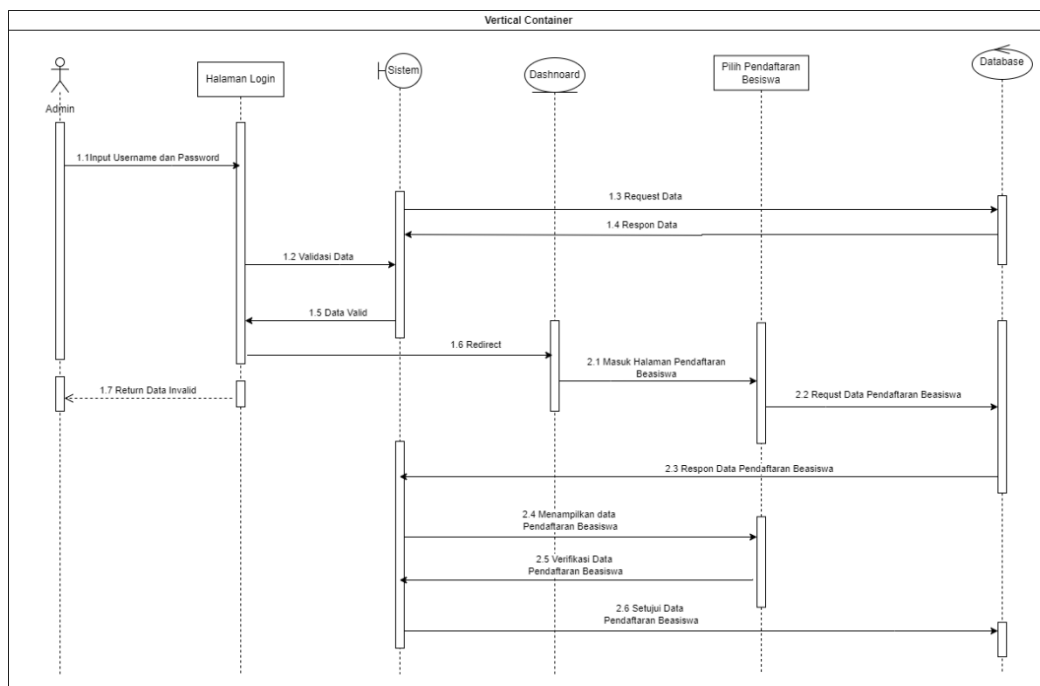 Vertical Container
Admin
Halaman Login
Sistem
Dashnoard
Pilih Pendaftaran
Besiswa
Database
1.1Input Username dan Password
1.3 Request Data
1.4 Respon Data
1.2 Validasi Data
1.5 Data Valid
1.6 Redirect
2.1 Masuk Halaman Pendaftaran
Beasiswa
1.7 Return Data Invalid
2.2 Requst Data Pendaftaran Beasiswa
2.3 Respon Data Pendaftaran Beasiswa
2.4 Menampilkan data
Pendaftaran Beasiswa
2.5 Verifikasi Data
Pendaftaran Beasiswa
2.6 Setujui Data
Pendaftaran Beasiswa